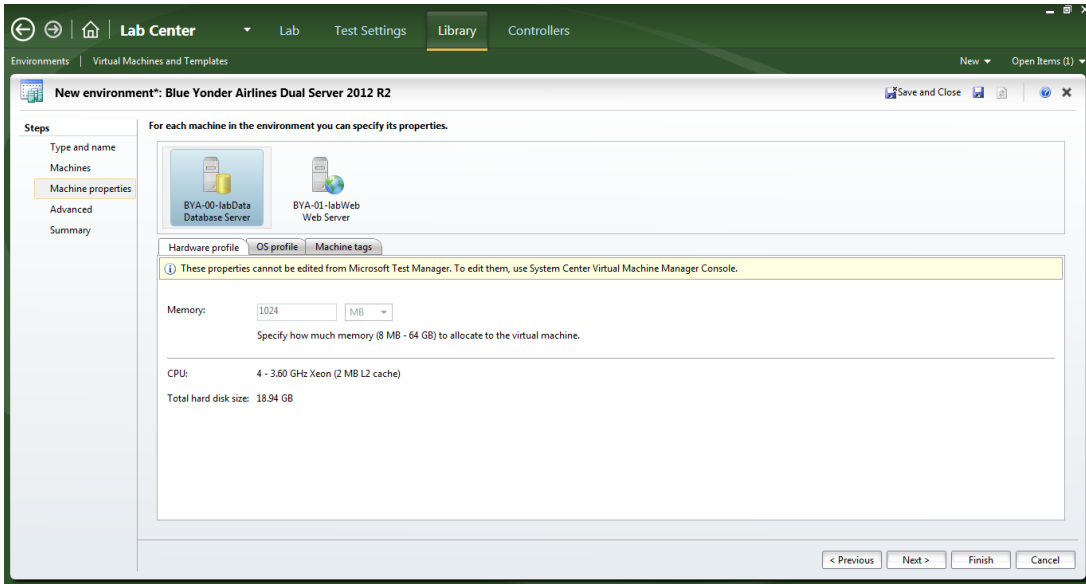 Lab Center Lab Test Settings Library Controllers
Environments | Virtual Machines and Templates New Open Items (1)
New environment*: Blue Yonder Airlines Dual Server 2012 R2 Save and Close
Steps
Type and name
Machines
Machine properties
Advanced
Summary
For each machine in the environment you can specify its properties.
BYA-00-labData
Database Server
BYA-01-labWeb
Web Server
Hardware profile OS profile Machine tags
These properties cannot be edited from Microsoft Test Manager. To edit them, use System Center Virtual Machine Manager Console.
Memory: 1024 MB
Specify how much memory (8 MB - 64 GB) to allocate to the virtual machine.
CPU: 4 - 3.60 GHz Xeon (2 MB L2 cache)
Total hard disk size: 18.94 GB
< Previous Next > Finish Cancel